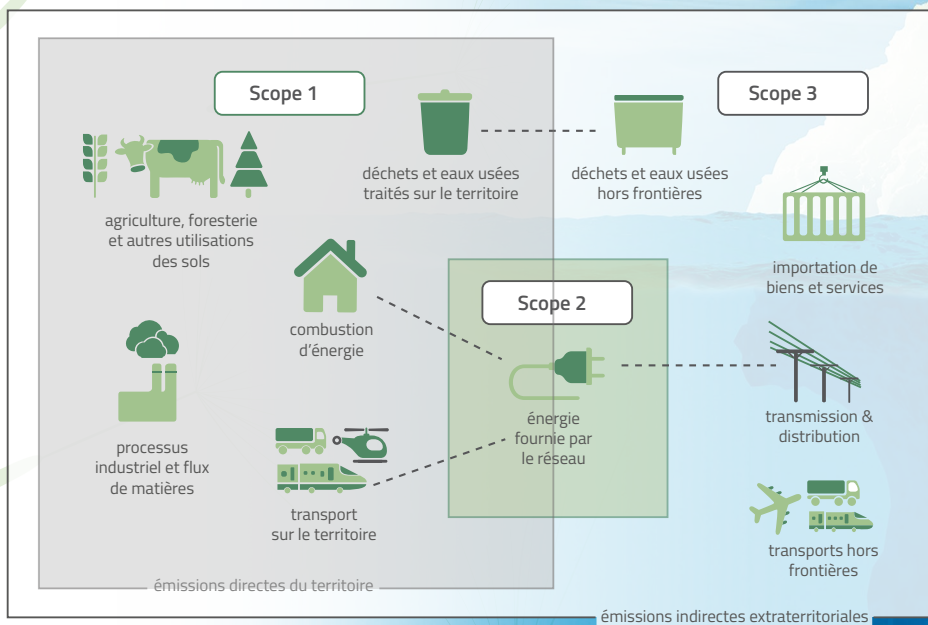 Scope 1
Scope 3
déchets et eaux usées
traités sur le territoire
déchets et eaux usées
hors frontières
agriculture, foresterie
et autres utilisations
des sols
importation de
biens et services
Scope 2
combustion
d'énergie
énergie
fournie par
le réseau
transmission &
distribution
processus
industriel et flux
de matières
transport
sur le territoire
transports hors
frontières
émissions directes du territoire
émissions indirectes extraterritoriales